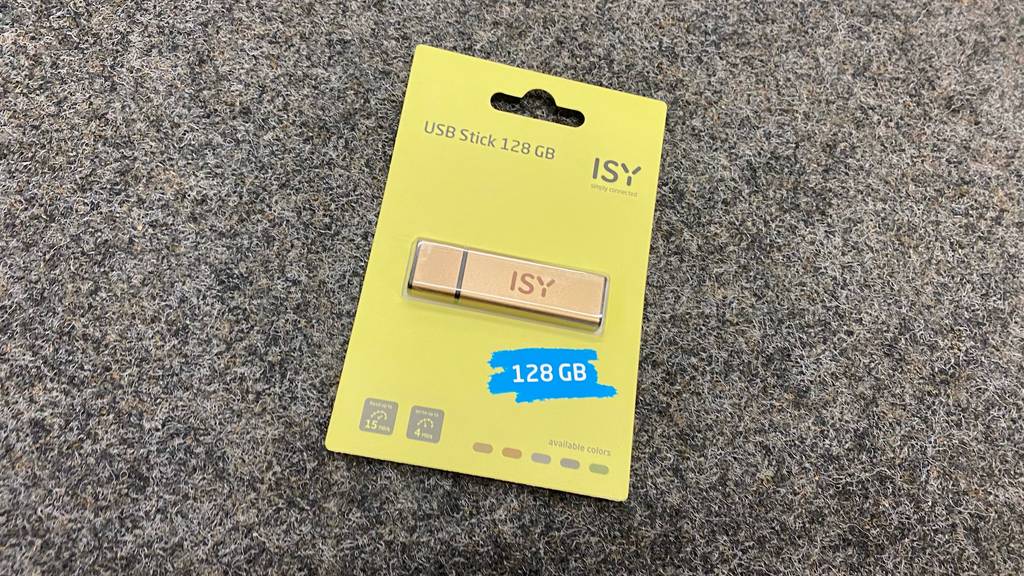 USB Stick 128 GB
ISY
simply connected
ISY
128 GB
15
4
available colors